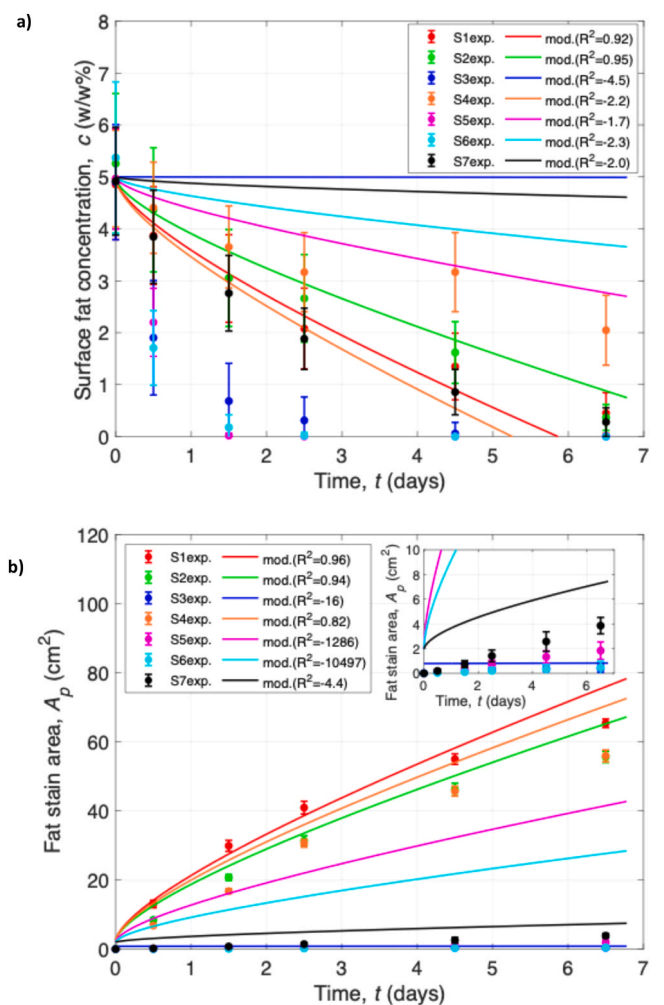 a)
8
7
6
5
4
3
2
1
0
Surface fat concentration, c (w/w%)
S1exp. mod.(R²=0.92)
S2exp. mod.(R²=0.95)
S3exp. mod.(R²=-4.5)
S4exp. mod.(R²=-2.2)
S5exp. mod.(R²=-1.7)
S6exp. mod.(R²=-2.3)
S7exp. mod.(R²=-2.0)
0 1 2 3 4 5 6 7
Time, t (days)
b)
120
100
80
60
40
20
0
Fat stain area, Aₚ (cm²)
S1exp. mod.(R²=0.96)
S2exp. mod.(R²=0.94)
S3exp. mod.(R²=-16)
S4exp. mod.(R²=0.82)
S5exp. mod.(R²=-1286)
S6exp. mod.(R²=-10497)
S7exp. mod.(R²=-4.4)
10
8
6
4
2
0
Fat stain area, Aₚ (cm²)
0 2 4 6
Time, t (days)
0 1 2 3 4 5 6 7
Time, t (days)